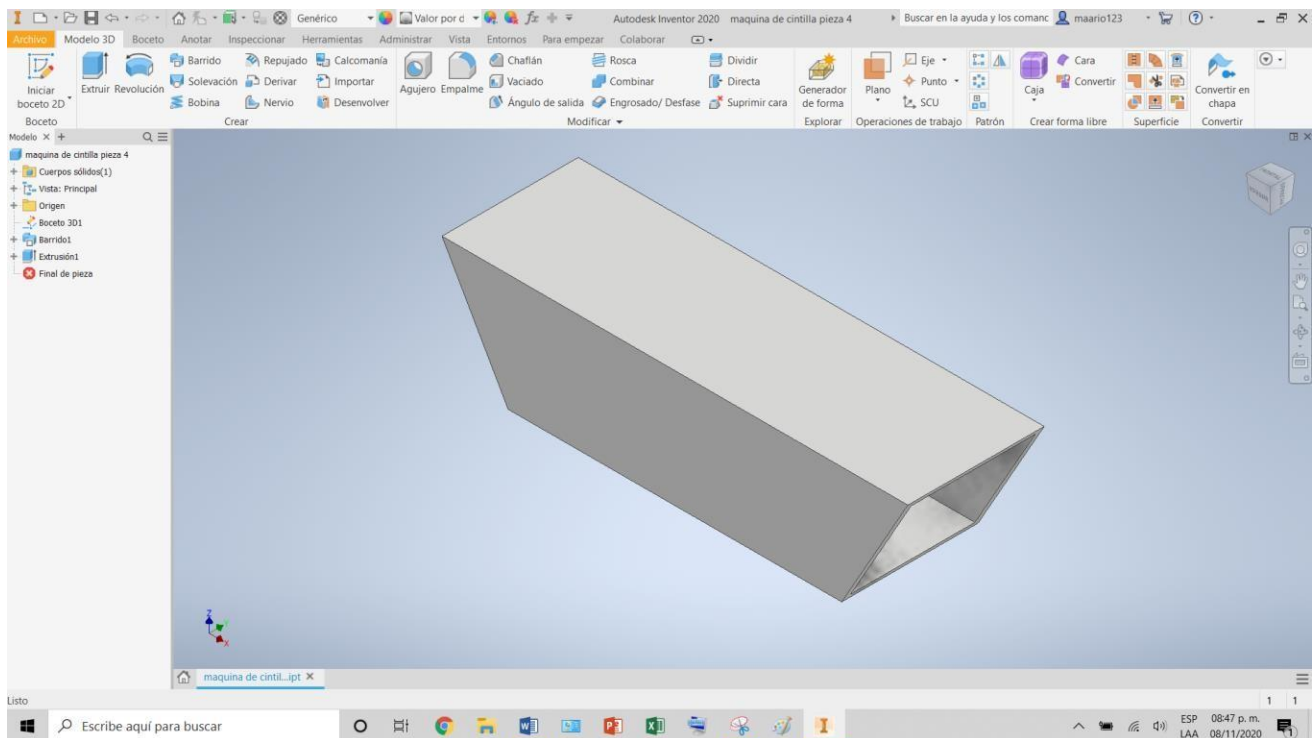 Genérico
Valor por d
fx
Autodesk Inventor 2020 maquina de cintilla pieza 4
Buscar en la ayuda y los comanc
maario123
Archivo Modelo 3D Boceto Anotar Inspeccionar Herramientas Administrar Vista Entornos Para empezar Colaborar
Iniciar boceto 2D
Extruir
Revolución
Barrido
Repujado
Calcomanía
Solevación
Derivar
Importar
Bobina
Nervio
Desenvolver
Agujero
Empalme
Chaflán
Rosca
Dividir
Vaciado
Combinar
Directa
Ángulo de salida
Engrosado/ Desfase
Suprimir cara
Generador de forma
Plano
Eje
Punto
SCU
Caja
Cara
Convertir
Convertir en chapa
Boceto Crear Modificar Explorar Operaciones de trabajo Patrón Crear forma libre Superficie Convertir
Modelo × +
maquina de cintilla pieza 4
Cuerpos sólidos(1)
Vista: Principal
Origen
Boceto 3D1
Barrido1
Extrusión1
Final de pieza
Z
Y
X
maquina de cintil...ipt ×
Listo
1 1
Escribe aquí para buscar
ESP 08:47 p. m.
LAA 08/11/2020